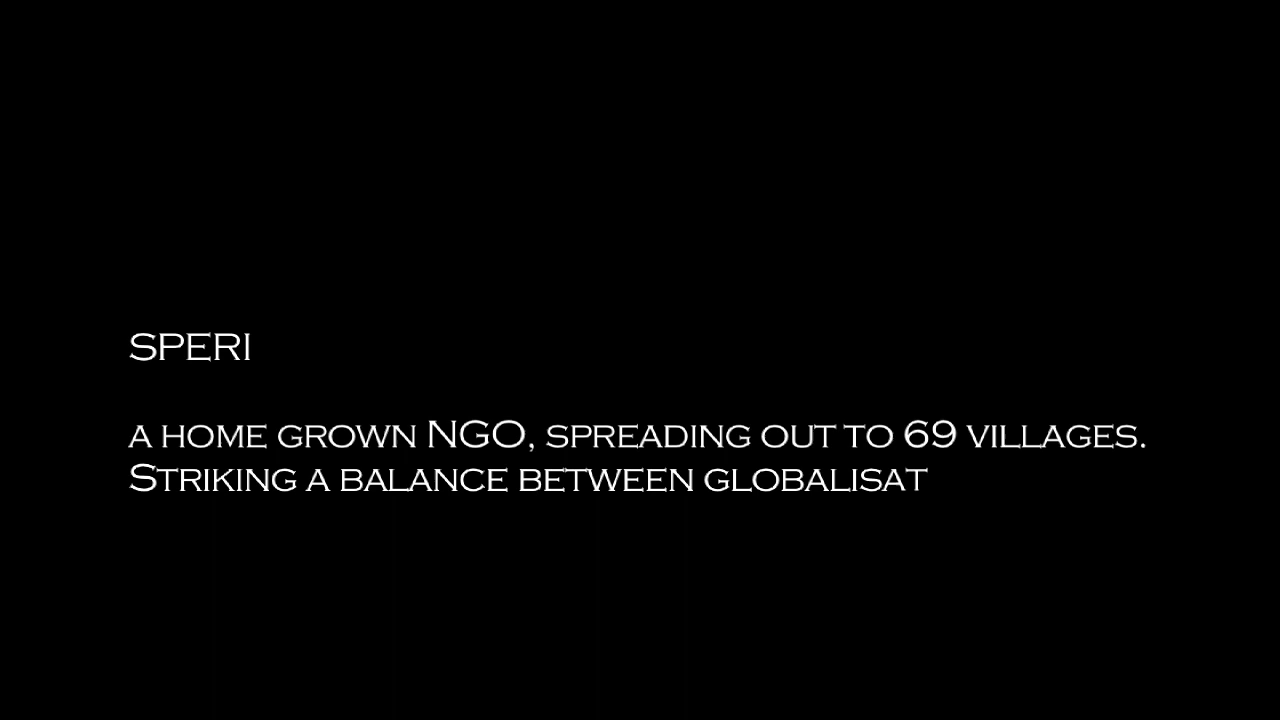 SPERI
A HOME GROWN NGO, SPREADING OUT TO 69 VILLAGES.
STRIKING A BALANCE BETWEEN GLOBALISAT